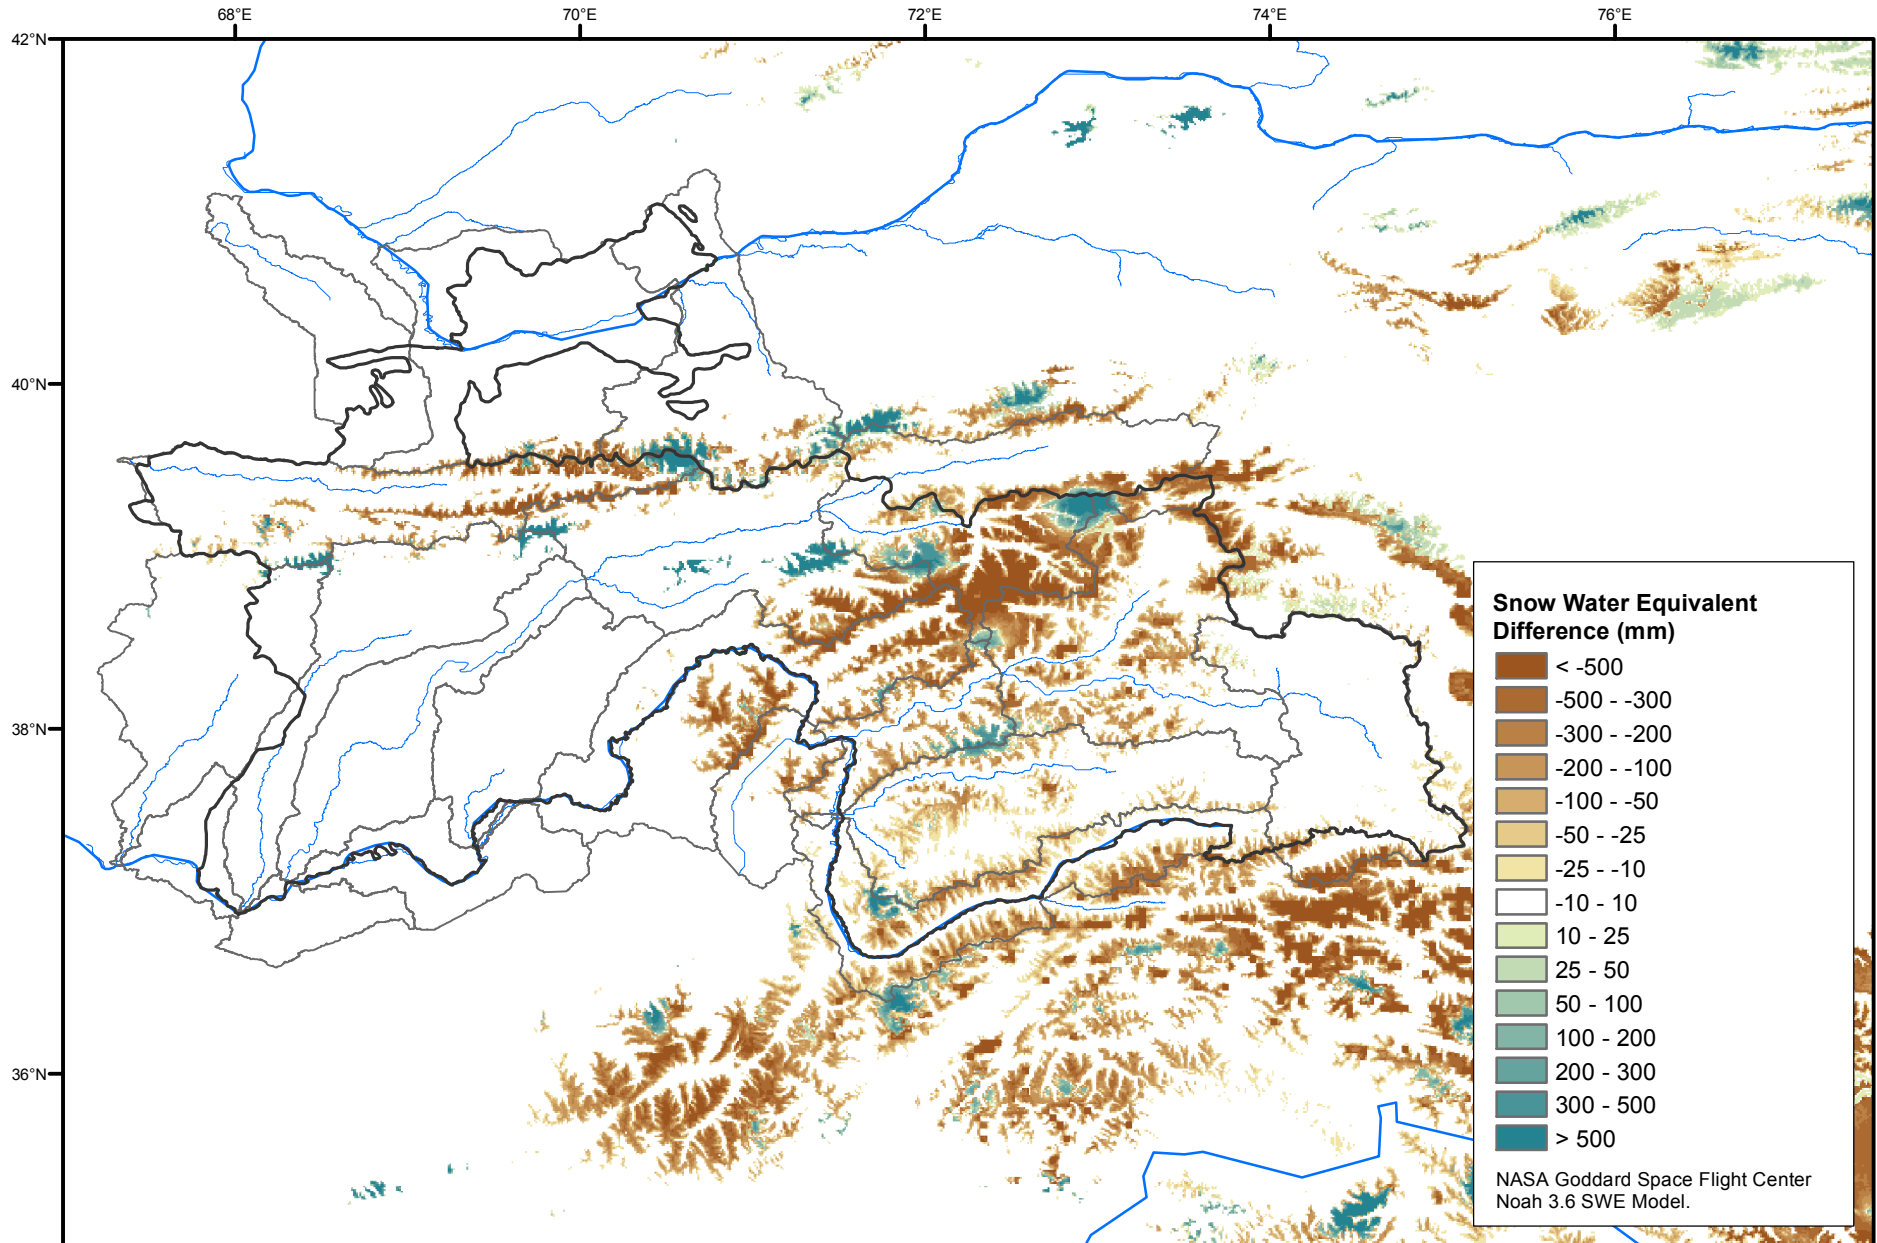 68°E 70°E 72°E 74°E 76°E
42°N
40°N
38°N
36°N
Snow Water Equivalent
Difference (mm)
< -500
-500 - -300
-300 - -200
-200 - -100
-100 - -50
-50 - -25
-25 - -10
-10 - 10
10 - 25
25 - 50
50 - 100
100 - 200
200 - 300
300 - 500
> 500
NASA Goddard Space Flight Center
Noah 3.6 SWE Model.